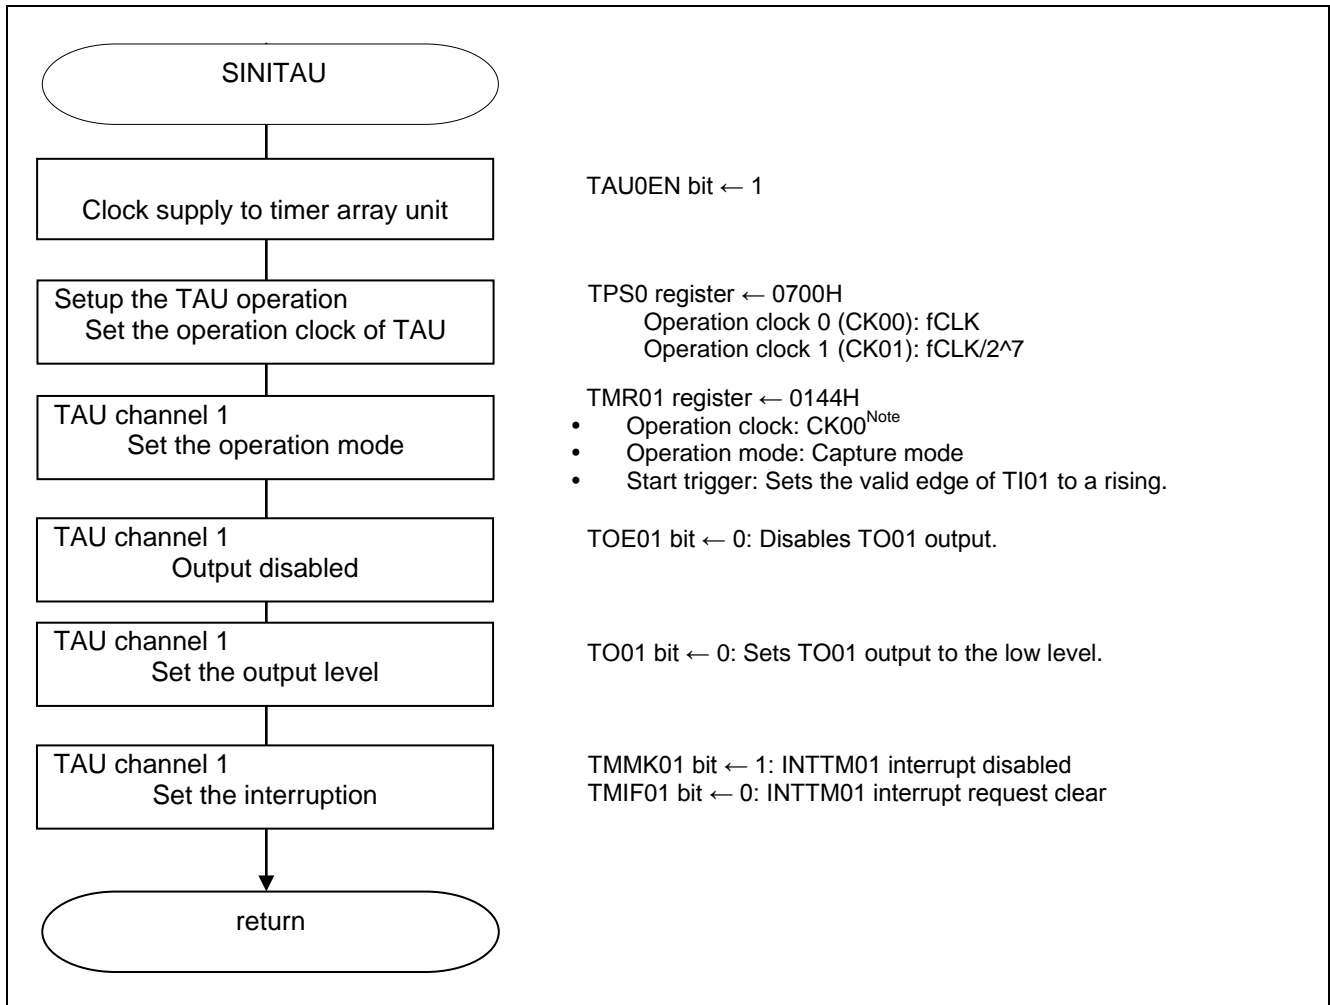 SINITAU
Clock supply to timer array unit
TAU0EN bit ← 1
Setup the TAU operation
Set the operation clock of TAU
TPS0 register ← 0700H
Operation clock 0 (CK00): fCLK
Operation clock 1 (CK01): fCLK/2^7
TAU channel 1
Set the operation mode
TMR01 register ← 0144H
• Operation clock: CK00Note
• Operation mode: Capture mode
• Start trigger: Sets the valid edge of TI01 to a rising.
TAU channel 1
Output disabled
TOE01 bit ← 0: Disables TO01 output.
TAU channel 1
Set the output level
TO01 bit ← 0: Sets TO01 output to the low level.
TAU channel 1
Set the interruption
TMMK01 bit ← 1: INTTM01 interrupt disabled
TMIF01 bit ← 0: INTTM01 interrupt request clear
return